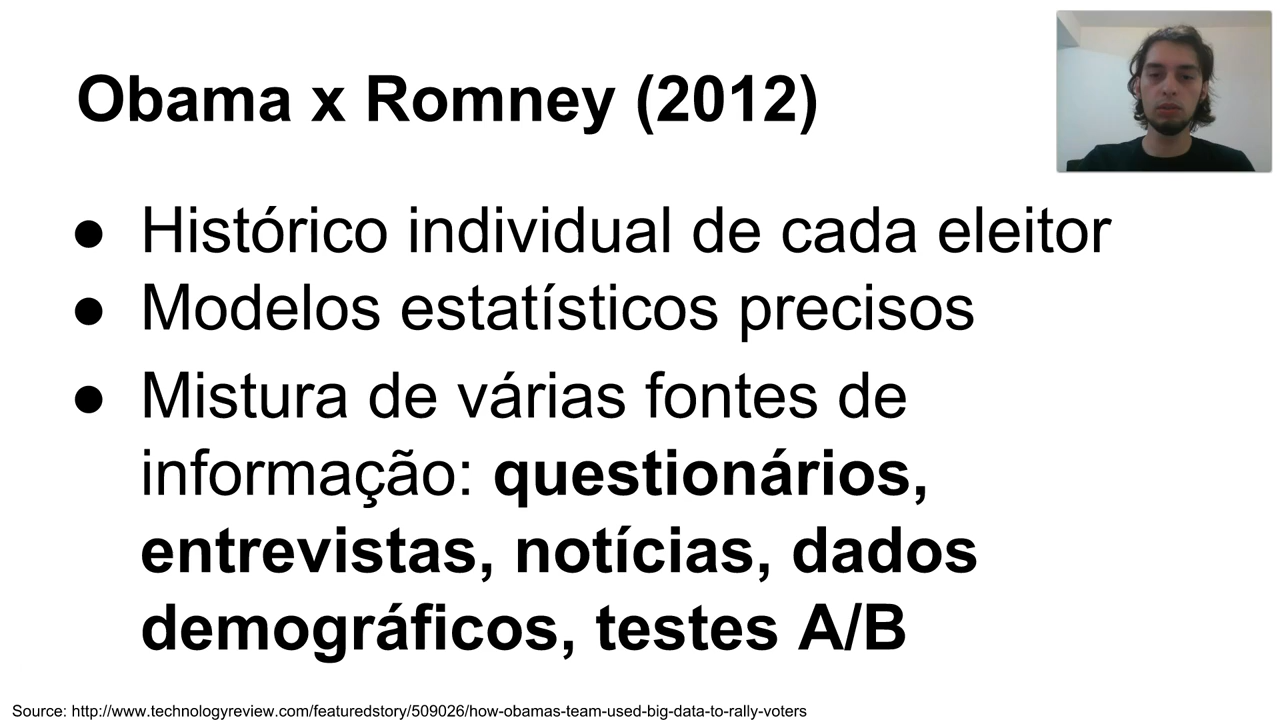 Obama x Romney (2012)
● Histórico individual de cada eleitor
● Modelos estatísticos precisos
● Mistura de várias fontes de
informação: questionários,
entrevistas, notícias, dados
demográficos, testes A/B
Source: http://www.technologyreview.com/featuredstory/509026/how-obamas-team-used-big-data-to-rally-voters